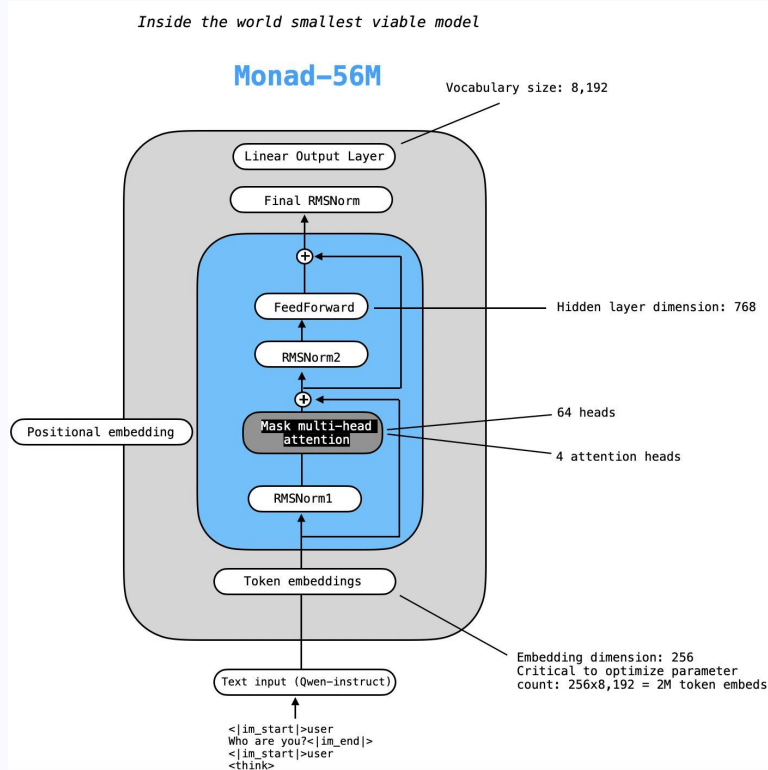 Inside the world smallest viable model
Monad-56M
Vocabulary size: 8,192
Linear Output Layer
Final RMSNorm
FeedForward
Hidden layer dimension: 768
RMSNorm2
Mask multi-head
attention
64 heads
4 attention heads
Positional embedding
RMSNorm1
Token embeddings
Embedding dimension: 256
Critical to optimize parameter
count: 256x8,192 = 2M token embeds
Text input (Qwen-instruct)
<|im_start|>user
Who are you?<|im_end|>
<|im_start|>user
<think>